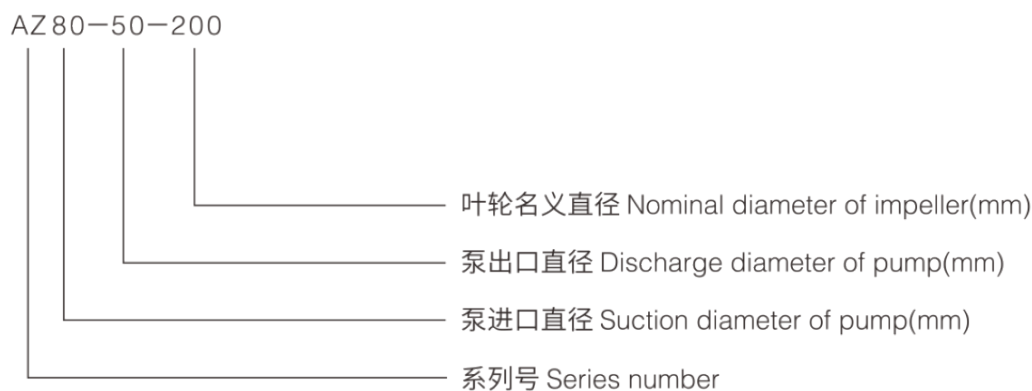 AZ80-50-200
叶轮名义直径 Nominal diameter of impeller(mm)
泵出口直径 Discharge diameter of pump(mm)
泵进口直径 Suction diameter of pump(mm)
系列号 Series number